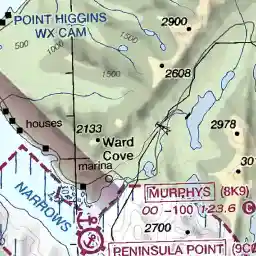 POINT HIGGINS
WX CAM
2900
500
1000
1500
2608
houses
2133
2978
Ward
Cove
marina
NARROWS
MURPHYS (8K9)
00 -100 123.6 C
2700
PENINSULA POINT